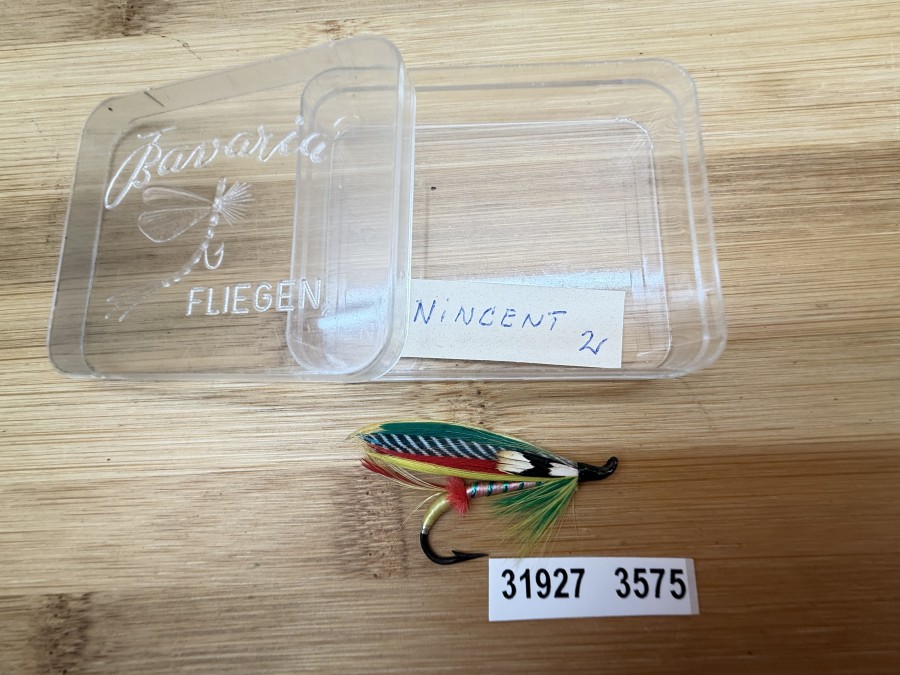 Bavaria
FLIEGEN
NINCENT
2
31927 3575